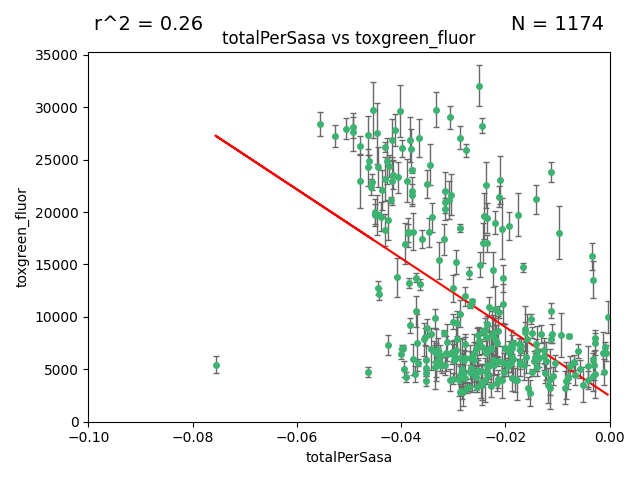 r^2 = 0.26
N = 1174
totalPerSasa vs toxgreen_fluor
35000
30000
25000
20000
15000
10000
5000
0
toxgreen_fluor
−0.10
−0.08
−0.06
−0.04
−0.02
0.00
totalPerSasa